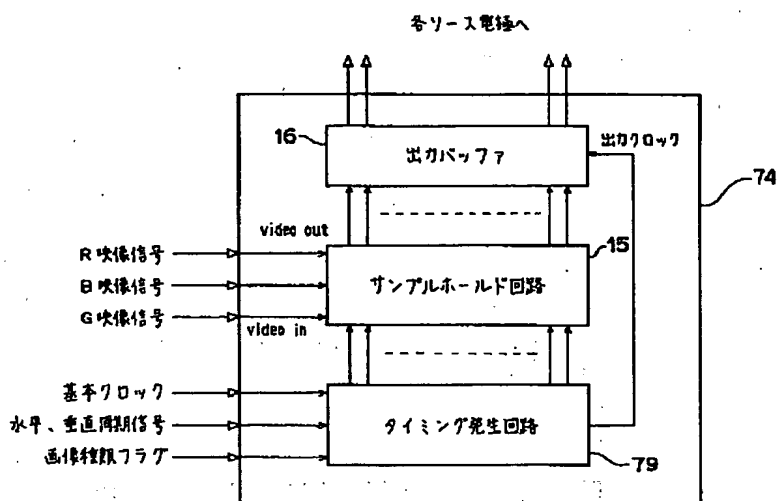 各ソース電極へ
16
出力バッファ
出力クロック
74
video out
R映像信号
15
B映像信号
サンプルホールド回路
G映像信号
video in
基本クロック
水平、垂直同期信号
タイミング発生回路
画像種類フラグ
79